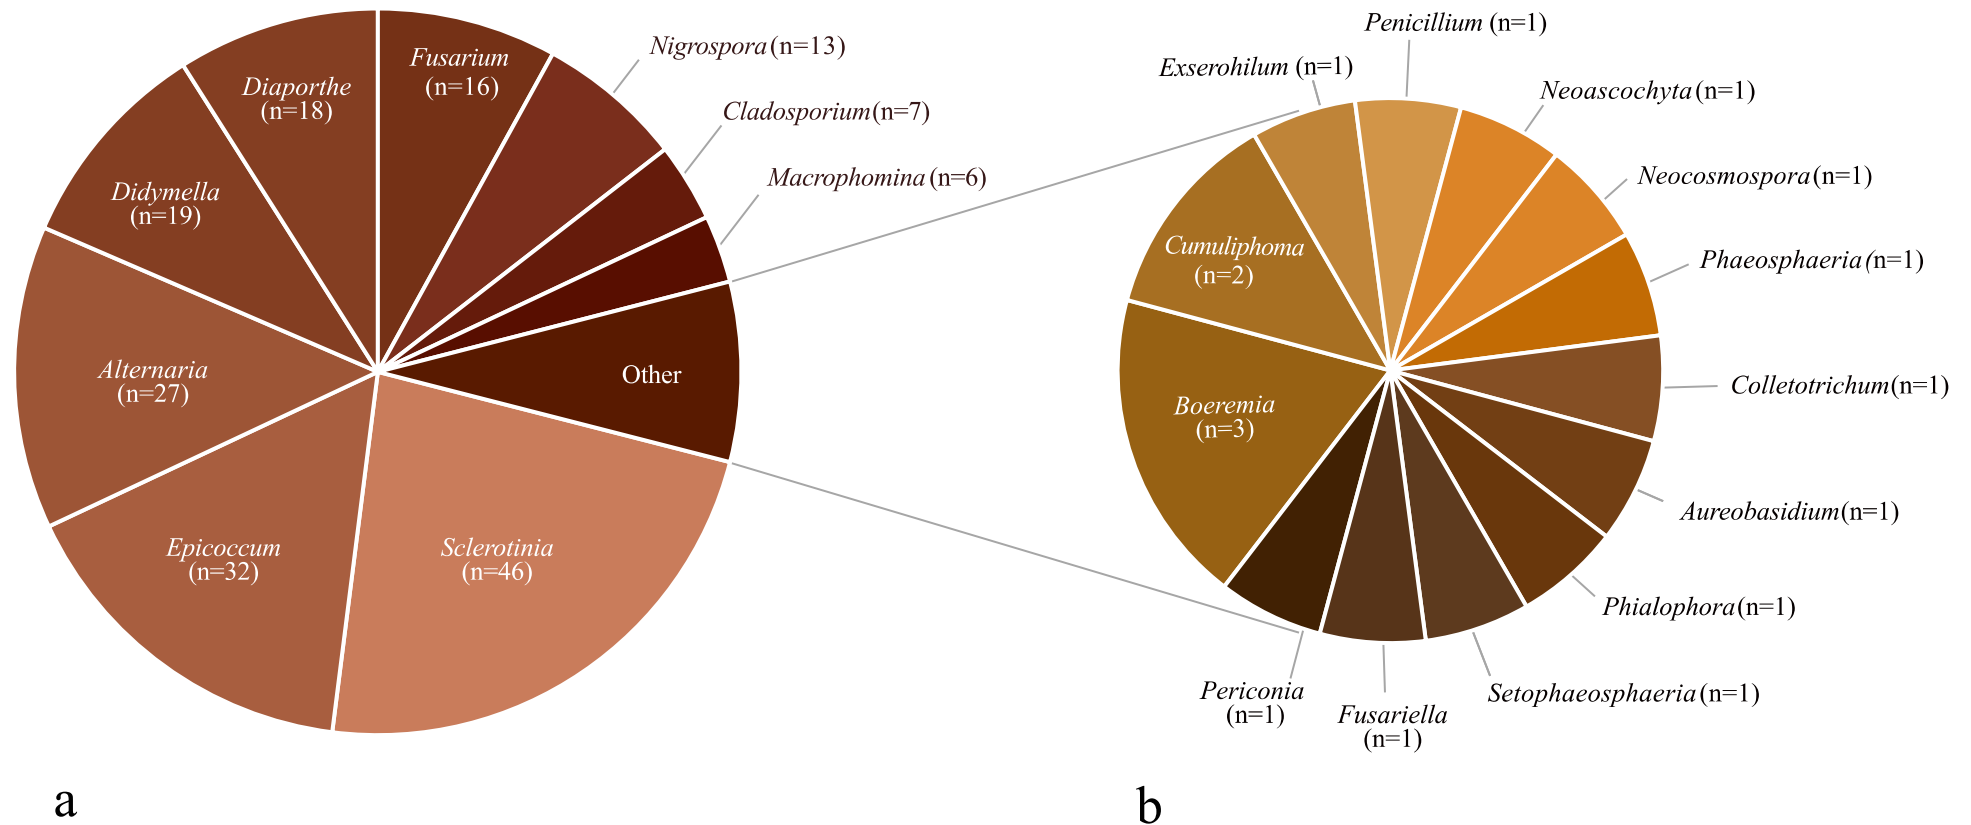 Fusarium
(n=16)
Nigrospora (n=13)
Cladosporium (n=7)
Macrophomina (n=6)
Other
Sclerotinia
(n=46)
Epicoccum
(n=32)
Alternaria
(n=27)
Didymella
(n=19)
Diaporthe
(n=18)
a
Penicillium (n=1)
Exserohilum (n=1)
Neoascochyta (n=1)
Neocosmospora (n=1)
Phaeosphaeria (n=1)
Colletotrichum (n=1)
Aureobasidium (n=1)
Phialophora (n=1)
Setophaeosphaeria (n=1)
Fusariella
(n=1)
Periconia
(n=1)
Boeremia
(n=3)
Cumuliphoma
(n=2)
b